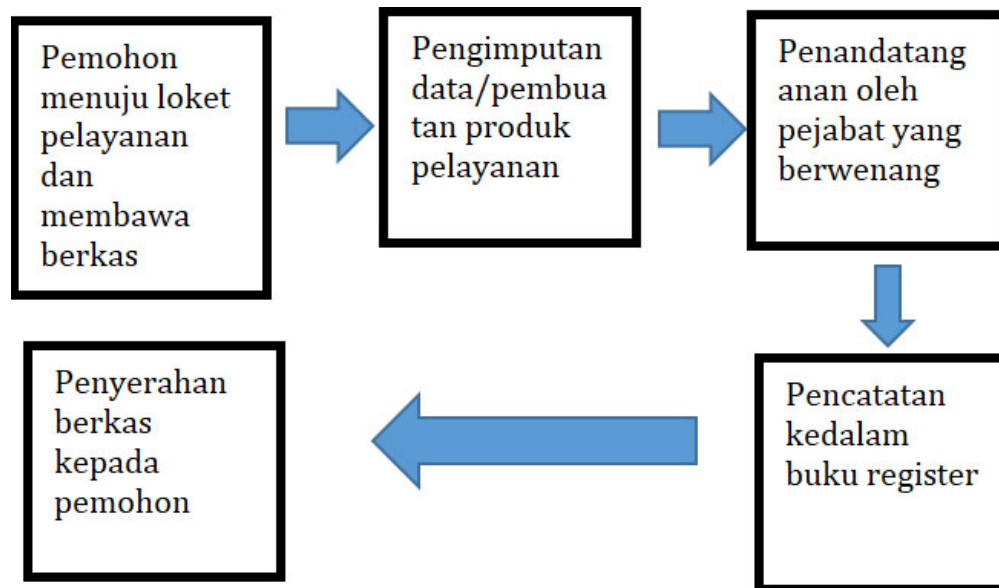 Pemohon
menuju loket
pelayanan
dan
membawa
berkas
Pengimputan
data/pembua
tan produk
pelayanan
Penandatang
anan oleh
pejabat yang
berwenang
Pencatatan
kedalam
buku register
Penyerahan
berkas
kepada
pemohon